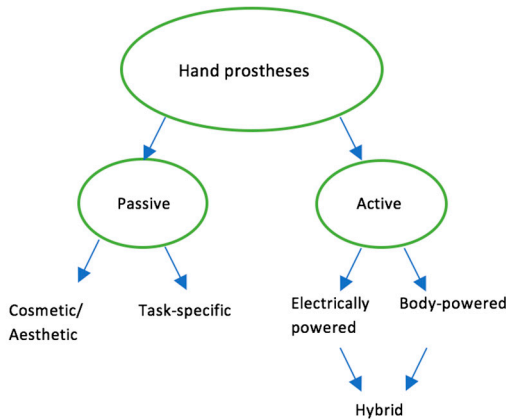 Hand prostheses
Passive
Active
Cosmetic/
Aesthetic
Task-specific
Electrically
powered
Body-powered
Hybrid